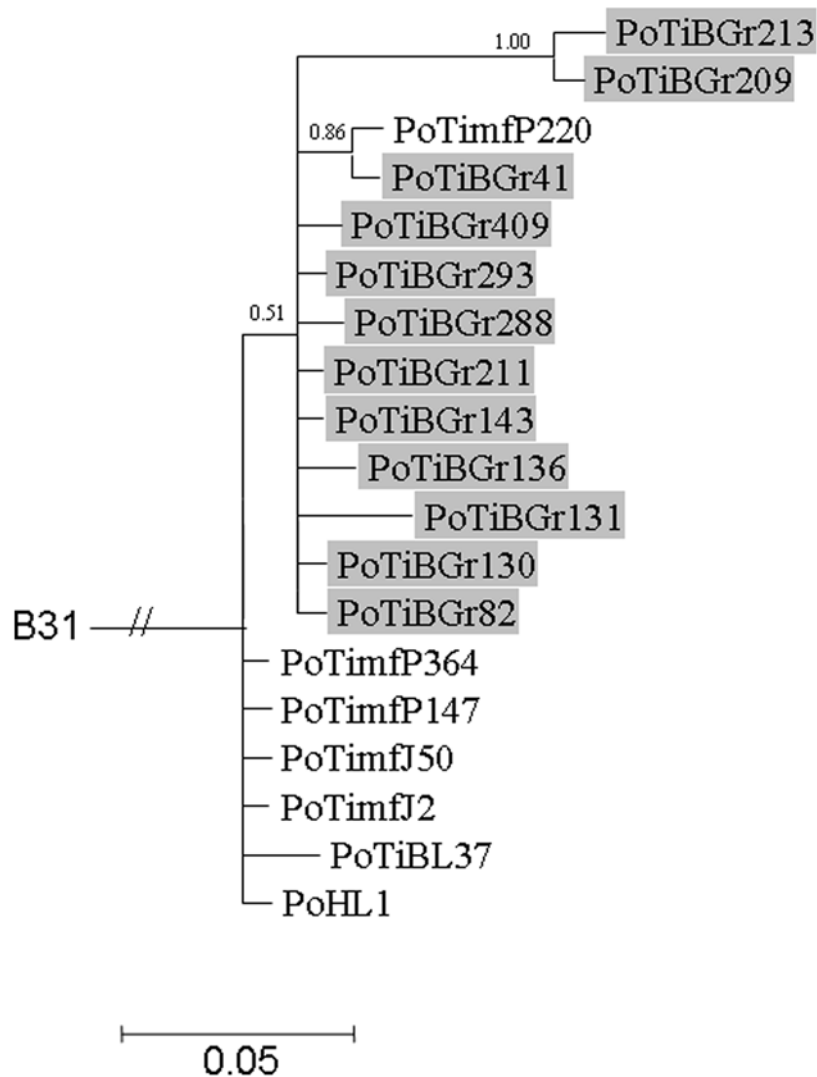 1.00
PoTiBGr213
PoTiBGr209
0.86
PoTimfP220
PoTiBGr41
PoTiBGr409
PoTiBGr293
0.51
PoTiBGr288
PoTiBGr211
PoTiBGr143
PoTiBGr136
PoTiBGr131
PoTiBGr130
PoTiBGr82
B31
//
PoTimfP364
PoTimfP147
PoTimfJ50
PoTimfJ2
PoTiBL37
PoHL1
0.05